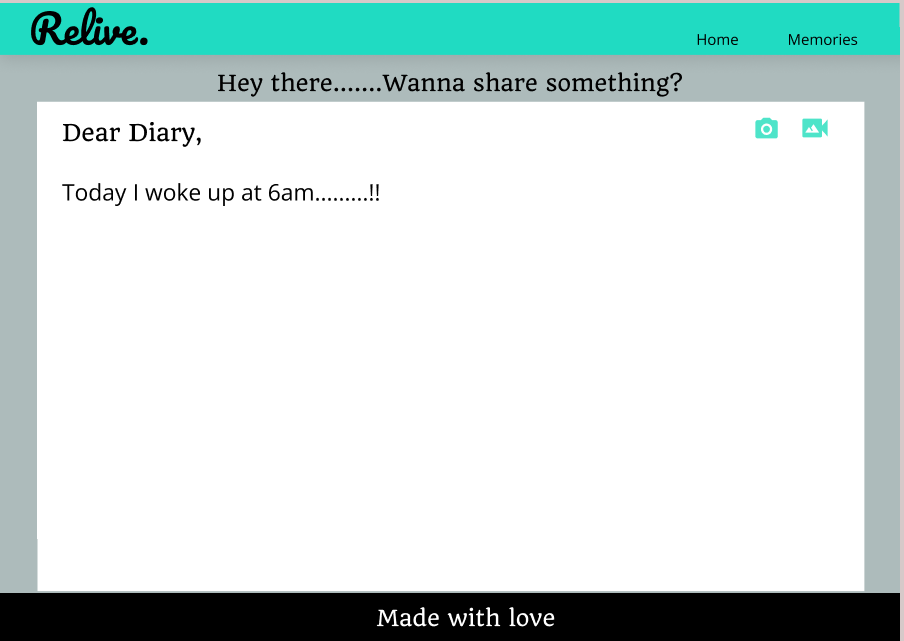 Relive.
Home Memories
Hey there.......Wanna share something?
Dear Diary,
Today I woke up at 6am.........!!
Made with love